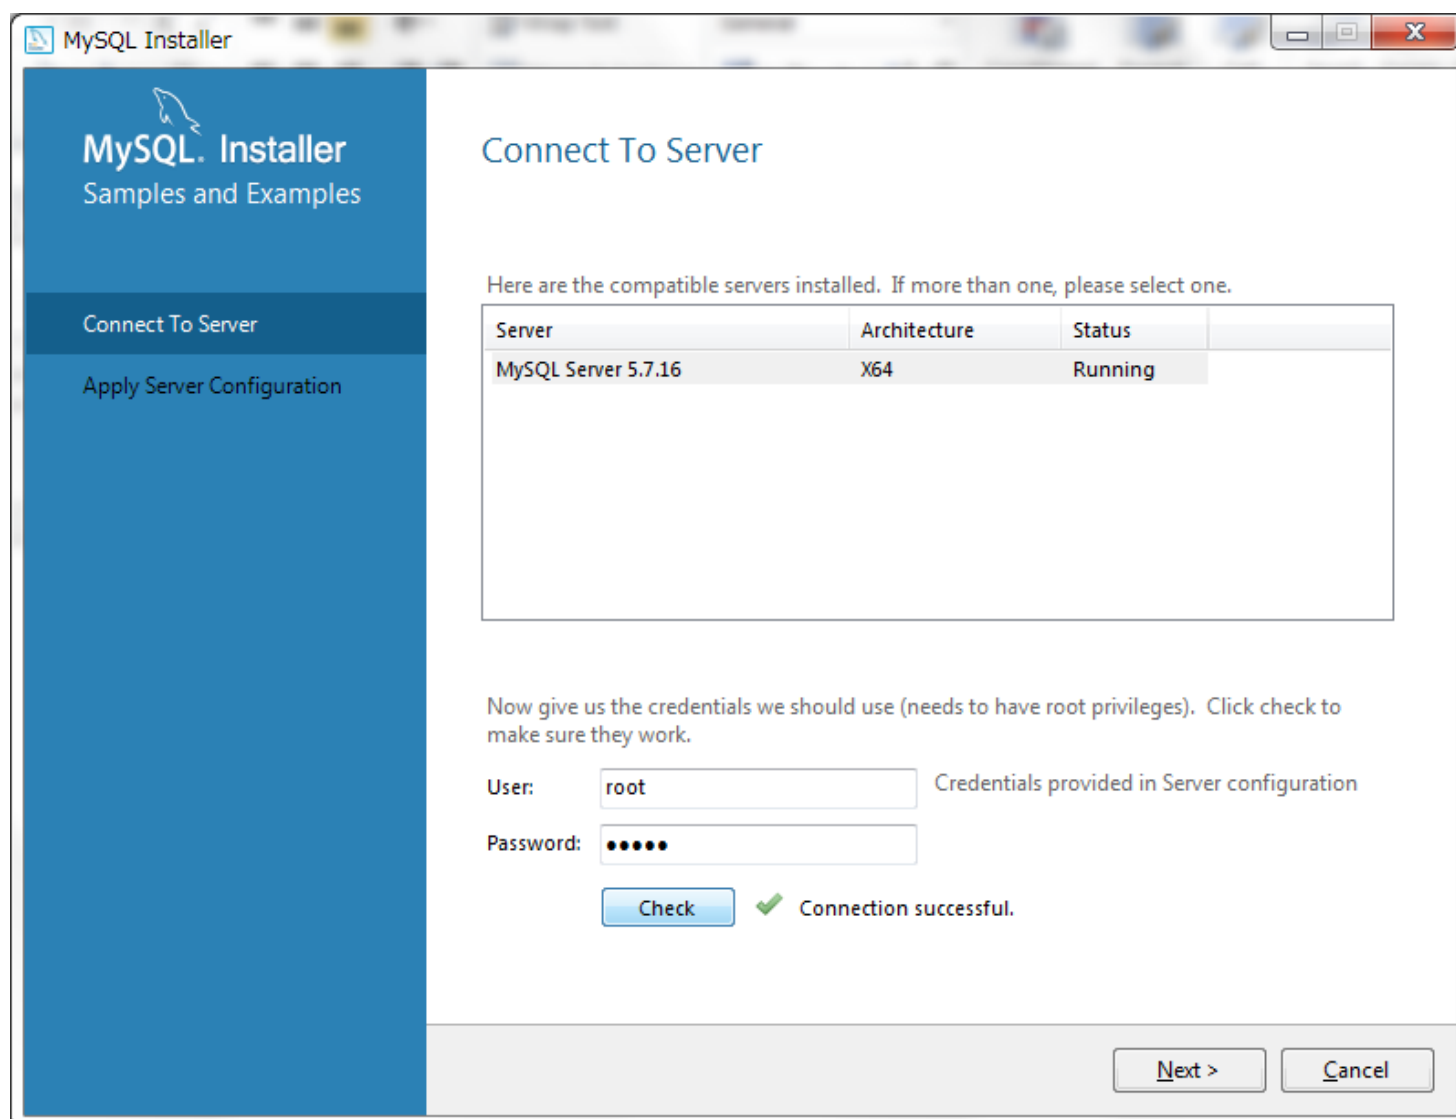 MySQL Installer
MySQL. Installer
Samples and Examples
Connect To Server
Apply Server Configuration
Connect To Server
Here are the compatible servers installed. If more than one, please select one.
Server Architecture Status
MySQL Server 5.7.16 X64 Running
Now give us the credentials we should use (needs to have root privileges). Click check to
make sure they work.
User: root Credentials provided in Server configuration
Password: •••••
Check Connection successful.
Next > Cancel